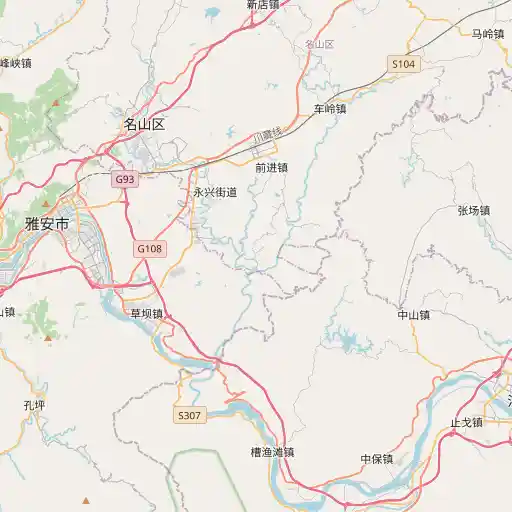 新店镇
马岭镇
名山区
峰峡镇
S104
车岭镇
名山区
川藏线
前进镇
G93
永兴街道
张场镇
雅安市
G108
草坝镇
中山镇
孔坪
S307
止戈镇
槽渔滩镇
中保镇